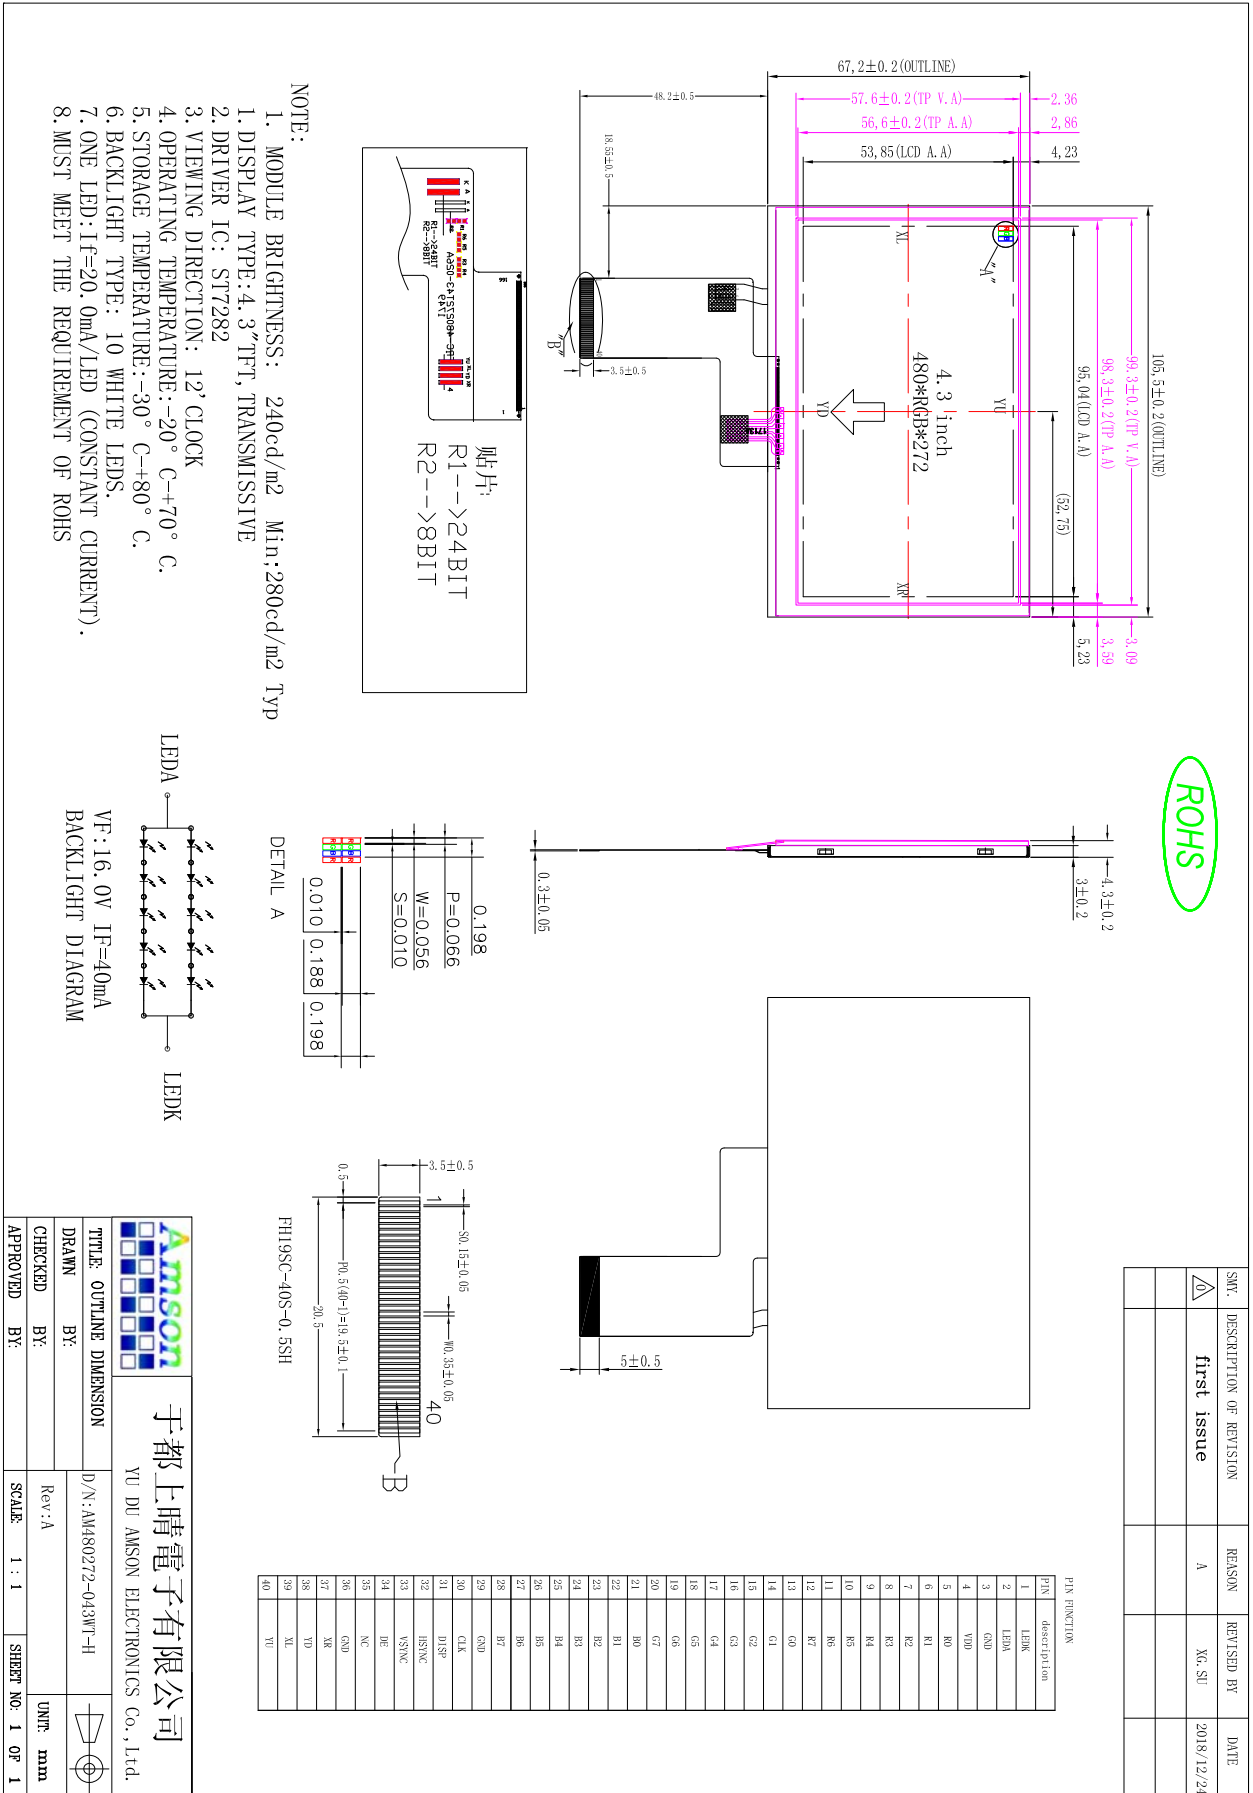 SMY. DESCRIPTION OF REVISION REASON REVISED BY DATE
0 first issue A XG.SU 2018/12/24
ROHS
105,5±0.2(OUTLINE)
99.3±0.2(TP V.A) 3.09
98,3±0.2(TP A.A) 3,59
95,04(LCD A.A) 5,23
(52,75)
67,2±0.2(OUTLINE)
57.6±0.2(TP V.A) 2.36
56,6±0.2(TP A.A) 2,86
53,85(LCD A.A) 4,23
48.2±0.5
18.55±0.5
3.5±0.5
"A"
"B"
RGB
XL
YU
XR
YD
4.3 inch
480*RGB*272
4.3±0.2
3±0.2
0.3±0.05
5±0.5
贴片:
R1-->24BIT
R2-->8BIT
K A
R1-->24BIT
R2-->8BIT
1
NOTE:
1. MODULE BRIGHTNESS: 240cd/m2 Min;280cd/m2 Typ
1.DISPLAY TYPE:4.3"TFT,TRANSMISSIVE
2.DRIVER IC: ST7282
3.VIEWING DIRECTION: 12'CLOCK
4.OPERATING TEMPERATURE:-20° C-+70° C.
5.STORAGE TEMPERATURE:-30° C-+80° C.
6.BACKLIGHT TYPE: 10 WHITE LEDS.
7.ONE LED:If=20.0mA/LED (CONSTANT CURRENT).
8.MUST MEET THE REQUIREMENT OF ROHS
0.198
P=0.066
W=0.056
S=0.010
0.010 0.188 0.198
DETAIL A
LEDA LEDK
VF:16.0V IF=40mA
BACKLIGHT DIAGRAM
3.5±0.5
S0.15±0.05
W0.35±0.05
1 40
B
0.5
P0.5(40-1)=19.5±0.1
20.5
FH19SC-40S-0.5SH
PIN FUNCTION
PIN description
1 LEDK
2 LEDA
3 GND
4 VDD
5 R0
6 R1
7 R2
8 R3
9 R4
10 R5
11 R6
12 R7
13 G0
14 G1
15 G2
16 G3
17 G4
18 G5
19 G6
20 G7
21 B0
22 B1
23 B2
24 B3
25 B4
26 B5
27 B6
28 B7
29 GND
30 CLK
31 DISP
32 HSYNC
33 VSYNC
34 DE
35 NC
36 GND
37 XR
38 YD
39 XL
40 YU
Amson
于都上晴電子有限公司
YU DU AMSON ELECTRONICS Co.,Ltd.
TITLE: OUTLINE DIMENSION
D/N:AM480272-043WT-H
DRAWN BY:
CHECKED BY:
APPROVED BY:
Rev:A
UNIT: mm
SCALE: 1 : 1
SHEET NO: 1 OF 1